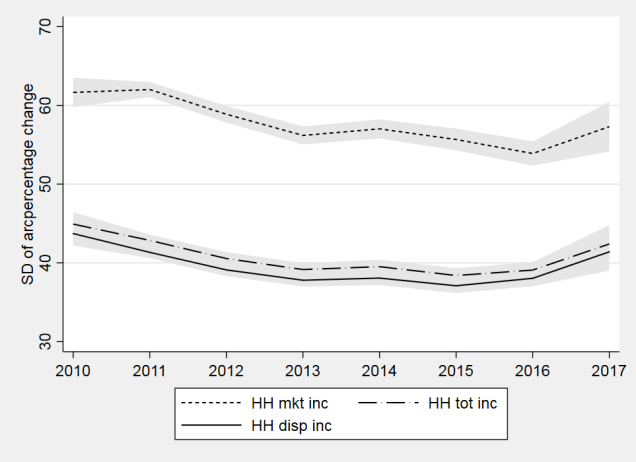 SD of arcpercentage change
70
60
50
40
30
2010 2011 2012 2013 2014 2015 2016 2017
HH mkt inc HH tot inc
HH disp inc